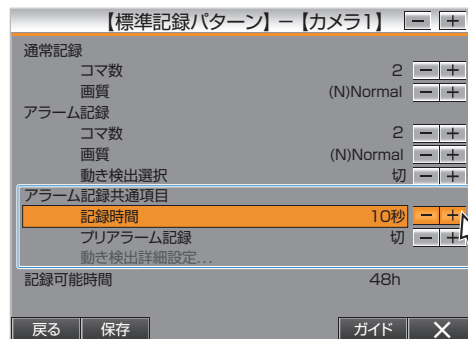 【標準記録パターン】－【カメラ1】 － ＋
通常記録
コマ数 2 － ＋
画質 (N)Normal － ＋
アラーム記録
コマ数 2 － ＋
画質 (N)Normal － ＋
動き検出選択 切 － ＋
アラーム記録共通項目
記録時間 10秒 － ＋
プリアラーム記録 切 － ＋
動き検出詳細設定...
記録可能時間 48h
戻る 保存 ガイド ×